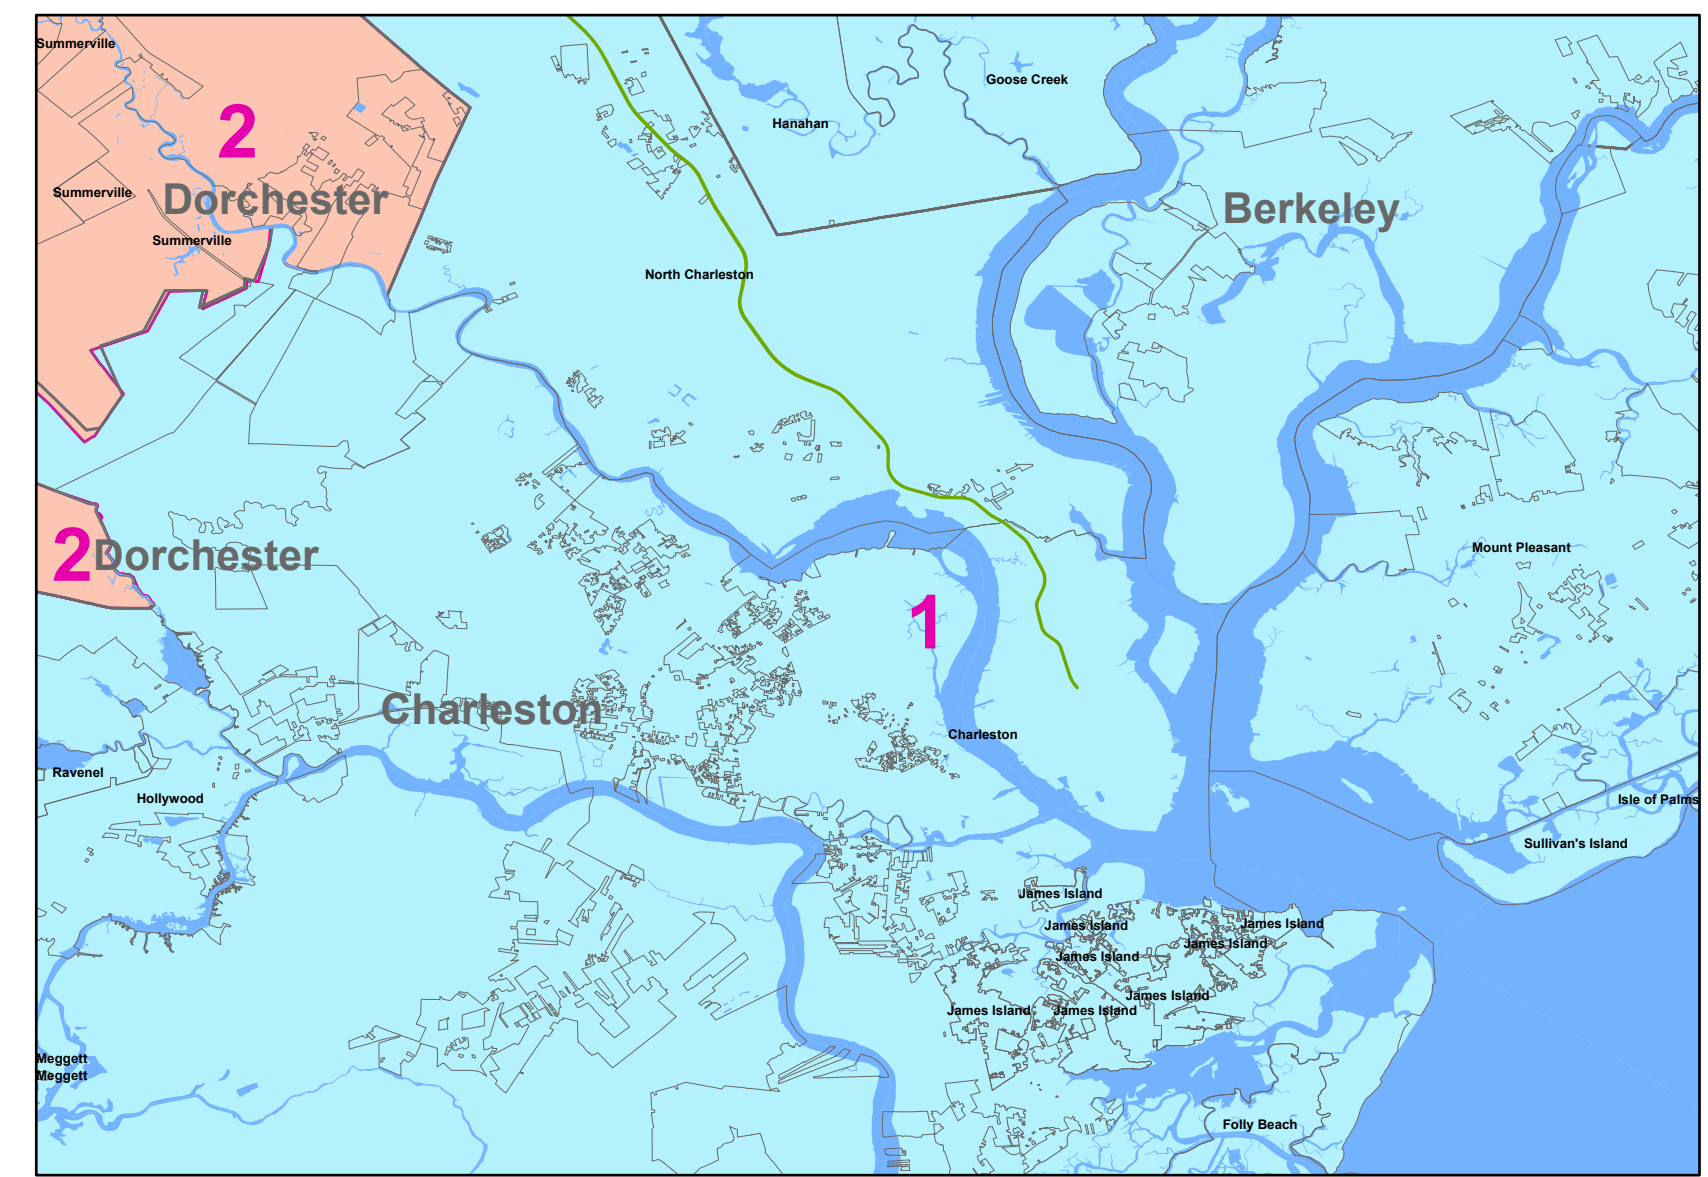 Summerville
Goose Creek
2
Hanahan
Summerville
Dorchester
Berkeley
Summerville
North Charleston
2
Dorchester
Mount Pleasant
1
Charleston
Charleston
Ravenel
Hollywood
Isle of Palms
Sullivan's Island
James Island
James Island
James Island
James Island
James Island
James Island
James Island
James Island
Meggett
Meggett
Folly Beach